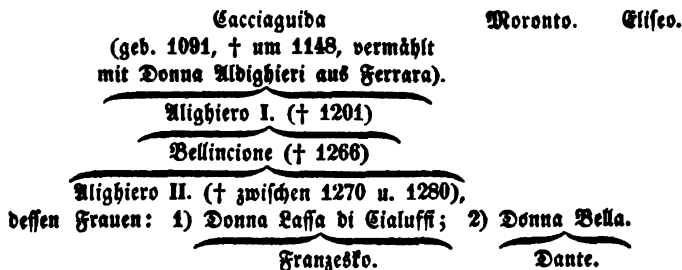 Cacciaguida Moronto. Eliseo.
(geb. 1091, † um 1148, vermählt
mit Donna Aldighieri aus Ferrara).
Alighiero I. († 1201)
Bellincione († 1266)
Alighiero II. († zwischen 1270 u. 1280),
dessen Frauen: 1) Donna Lassa di Cialuffi; 2) Donna Bella.
Franzesko. Dante.